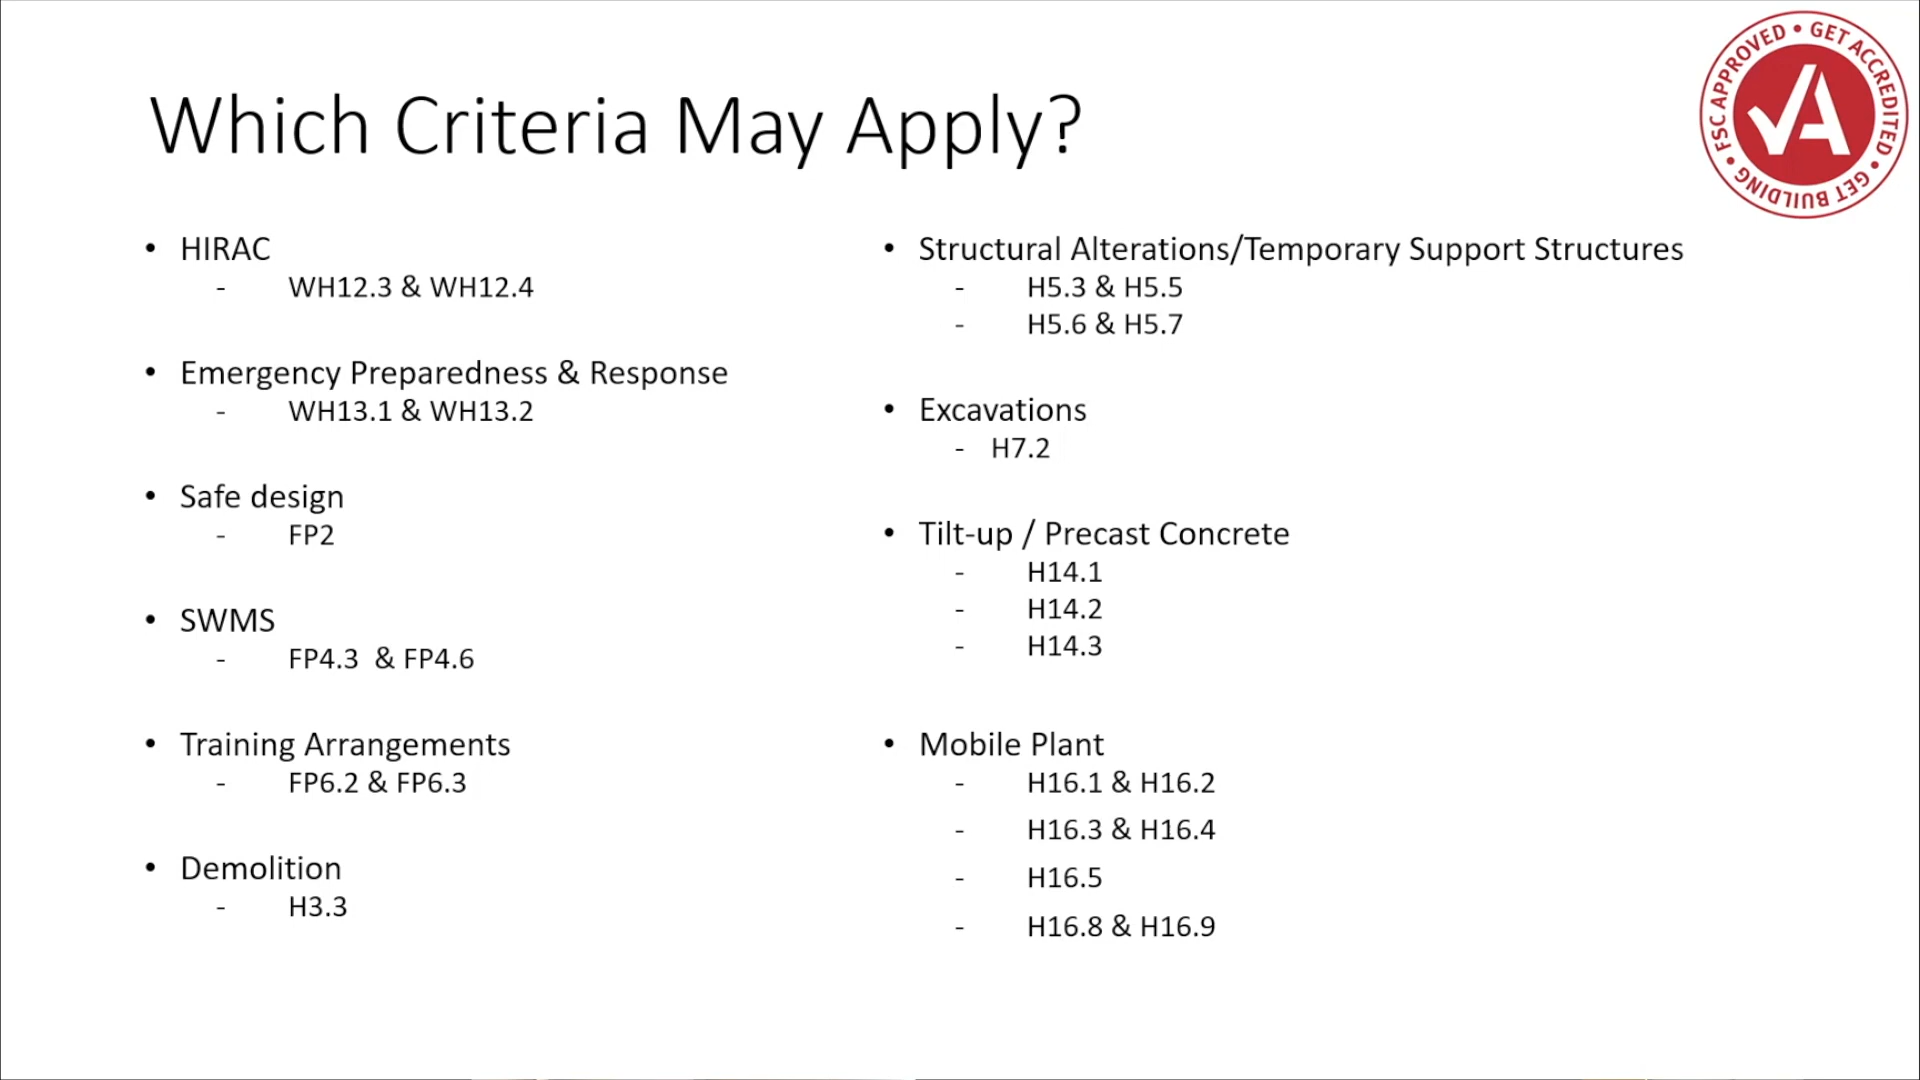 Which Criteria May Apply?
• HIRAC
- WH12.3 & WH12.4
• Emergency Preparedness & Response
- WH13.1 & WH13.2
• Safe design
- FP2
• SWMS
- FP4.3 & FP4.6
• Training Arrangements
- FP6.2 & FP6.3
• Demolition
- H3.3
• Structural Alterations/Temporary Support Structures
- H5.3 & H5.5
- H5.6 & H5.7
• Excavations
- H7.2
• Tilt-up / Precast Concrete
- H14.1
- H14.2
- H14.3
• Mobile Plant
- H16.1 & H16.2
- H16.3 & H16.4
- H16.5
- H16.8 & H16.9
FSC APPROVED • GET ACCREDITED • GET BUILDING •
A